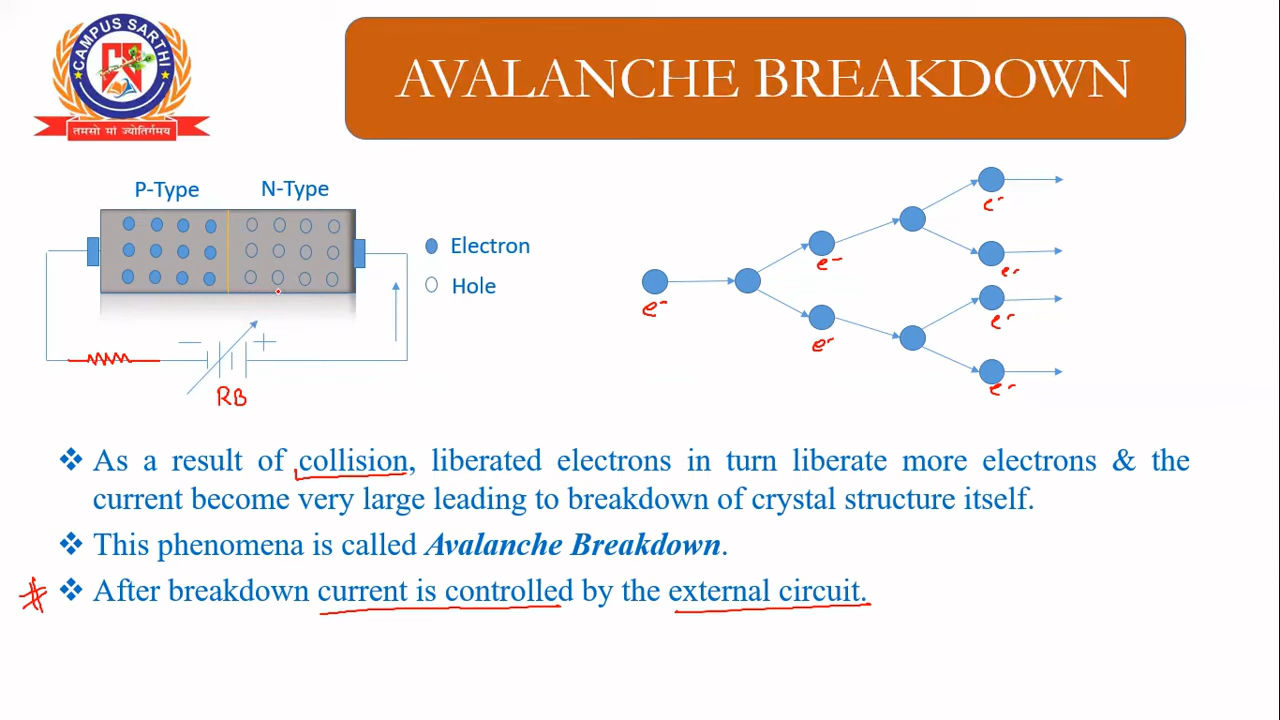 CAMPUS SARTHI
तमसो मां ज्योतिर्गमय
AVALANCHE BREAKDOWN
P-Type
N-Type
Electron
Hole
−
+
RB
e⁻
e⁻
e⁻
e⁻
e⁻
e⁻
e⁻
❖ As a result of collision, liberated electrons in turn liberate more electrons & the
current become very large leading to breakdown of crystal structure itself.
❖ This phenomena is called Avalanche Breakdown.
* ❖ After breakdown current is controlled by the external circuit.